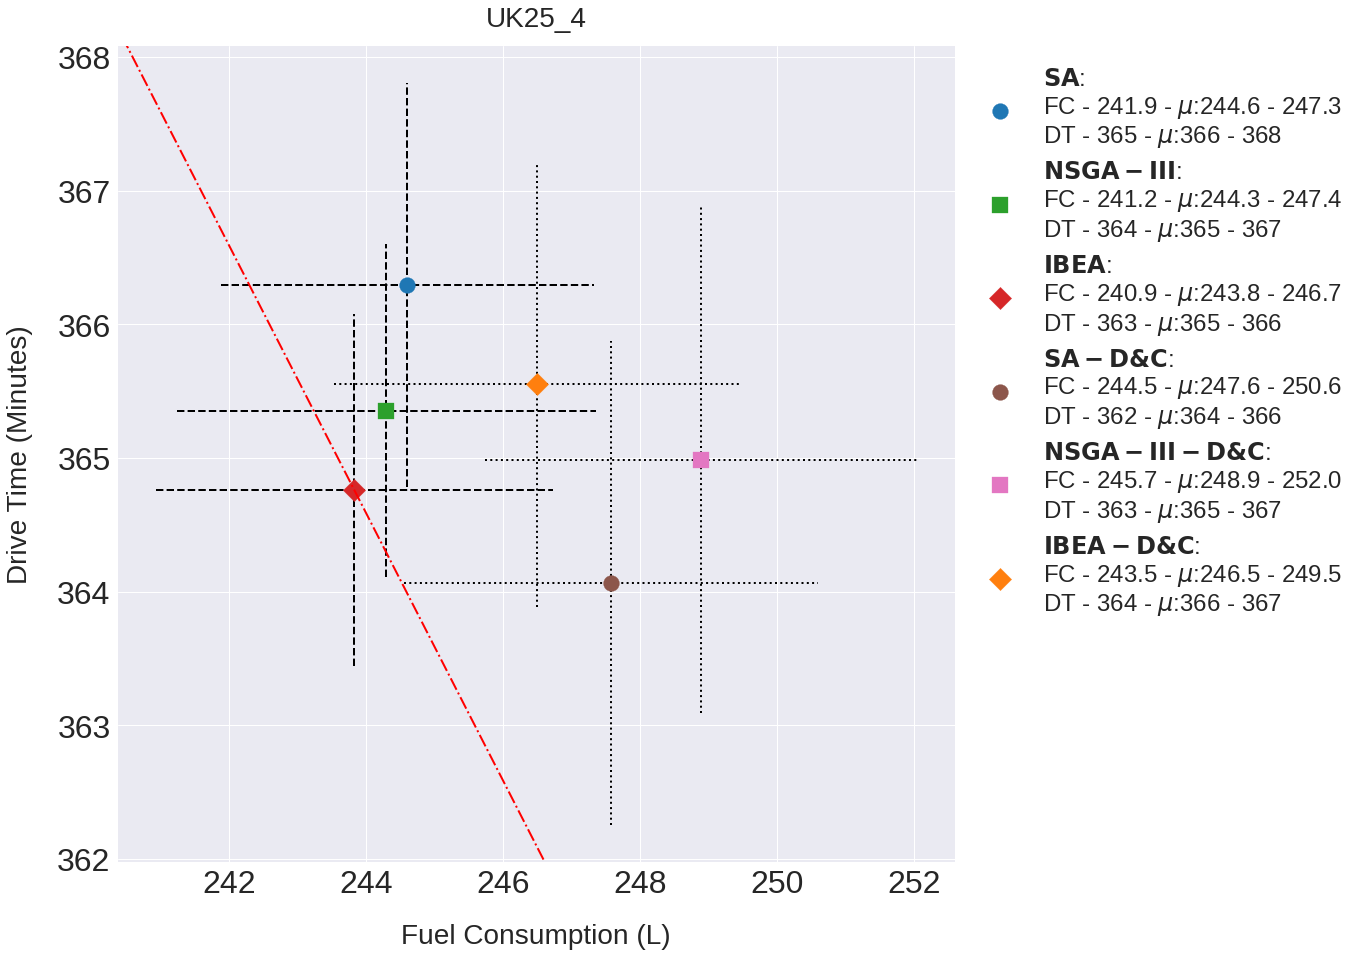 UK25_4
368
367
366
365
364
363
362
242 244 246 248 250 252
Drive Time (Minutes)
Fuel Consumption (L)
SA:
FC - 241.9 - μ:244.6 - 247.3
DT - 365 - μ:366 - 368
NSGA − III:
FC - 241.2 - μ:244.3 - 247.4
DT - 364 - μ:365 - 367
IBEA:
FC - 240.9 - μ:243.8 - 246.7
DT - 363 - μ:365 - 366
SA − D&C:
FC - 244.5 - μ:247.6 - 250.6
DT - 362 - μ:364 - 366
NSGA − III − D&C:
FC - 245.7 - μ:248.9 - 252.0
DT - 363 - μ:365 - 367
IBEA − D&C:
FC - 243.5 - μ:246.5 - 249.5
DT - 364 - μ:366 - 367